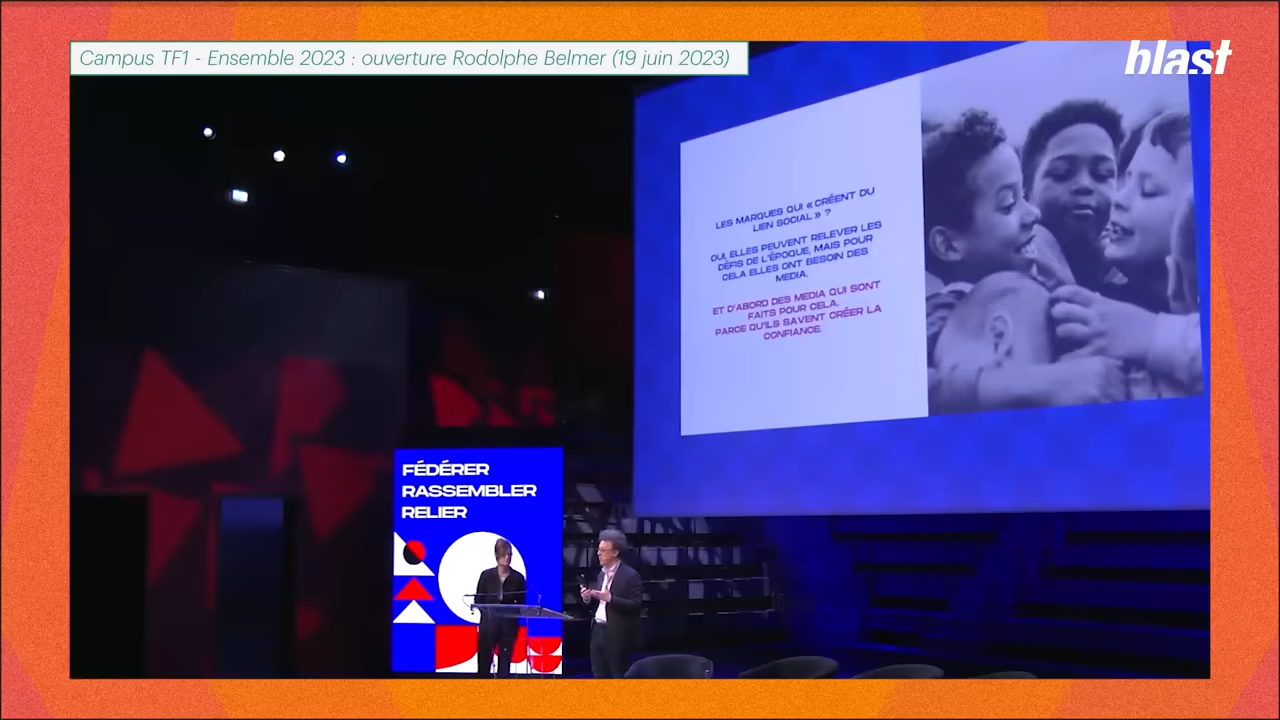 Campus TF1 - Ensemble 2023 : ouverture Rodolphe Belmer (19 juin 2023)
blast
LES MARQUES QUI « CRÉENT DU
LIEN SOCIAL » ?
OUI, ELLES PEUVENT RELEVER LES
DÉFIS DE L'ÉPOQUE, MAIS POUR
CELA ELLES ONT BESOIN DES
MEDIA.
ET D'ABORD DES MEDIA QUI SONT
FAITS POUR CELA,
PARCE QU'ILS SAVENT CRÉER LA
CONFIANCE.
FÉDÉRER
RASSEMBLER
RELIER